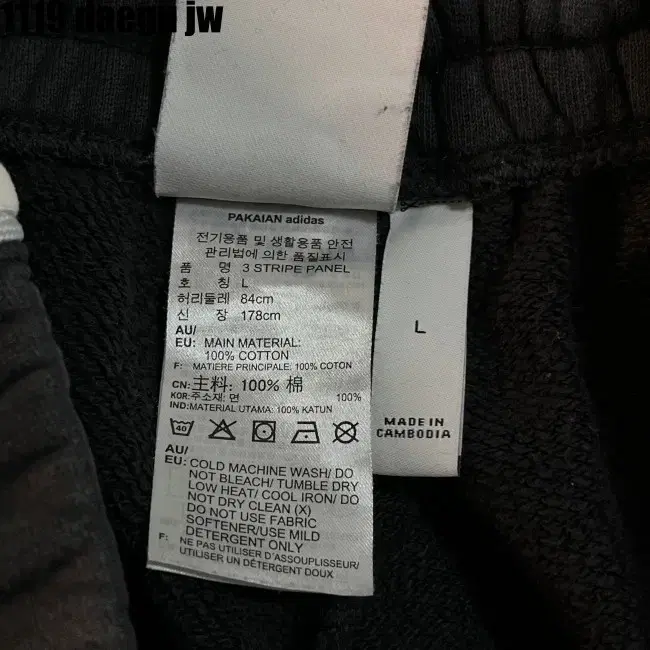 1119 daegu jw
PAKAIAN adidas
전기용품 및 생활용품 안전
관리법에 의한 품질표시
품 명 3 STRIPE PANEL
호 칭 L
허리둘레 84cm
신 장 178cm
AU/
EU: MAIN MATERIAL:
100% COTTON
F: MATIERE PRINCIPALE: 100% COTON
CN: 主料: 100% 棉
KOR: 주소재: 면 100%
IND: MATERIAL UTAMA: 100% KATUN
40
AU/
EU: COLD MACHINE WASH/ DO
NOT BLEACH/ TUMBLE DRY
LOW HEAT/ COOL IRON/ DO
NOT DRY CLEAN (X)
DO NOT USE FABRIC
SOFTENER/USE MILD
DETERGENT ONLY
F: NE PAS UTILISER D'ASSOUPLISSEUR/
UTILISER UN DÉTERGENT DOUX
L
MADE IN
CAMBODIA